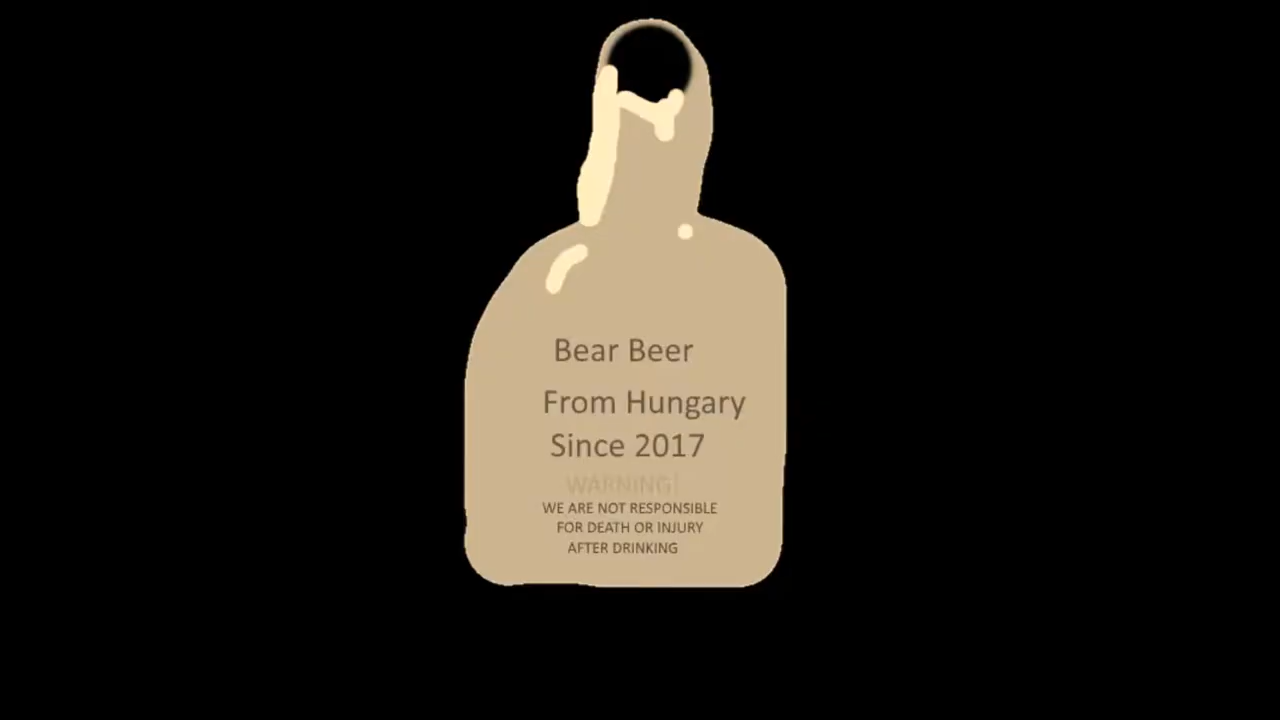 Bear Beer
From Hungary
Since 2017
WARNING!
WE ARE NOT RESPONSIBLE
FOR DEATH OR INJURY
AFTER DRINKING